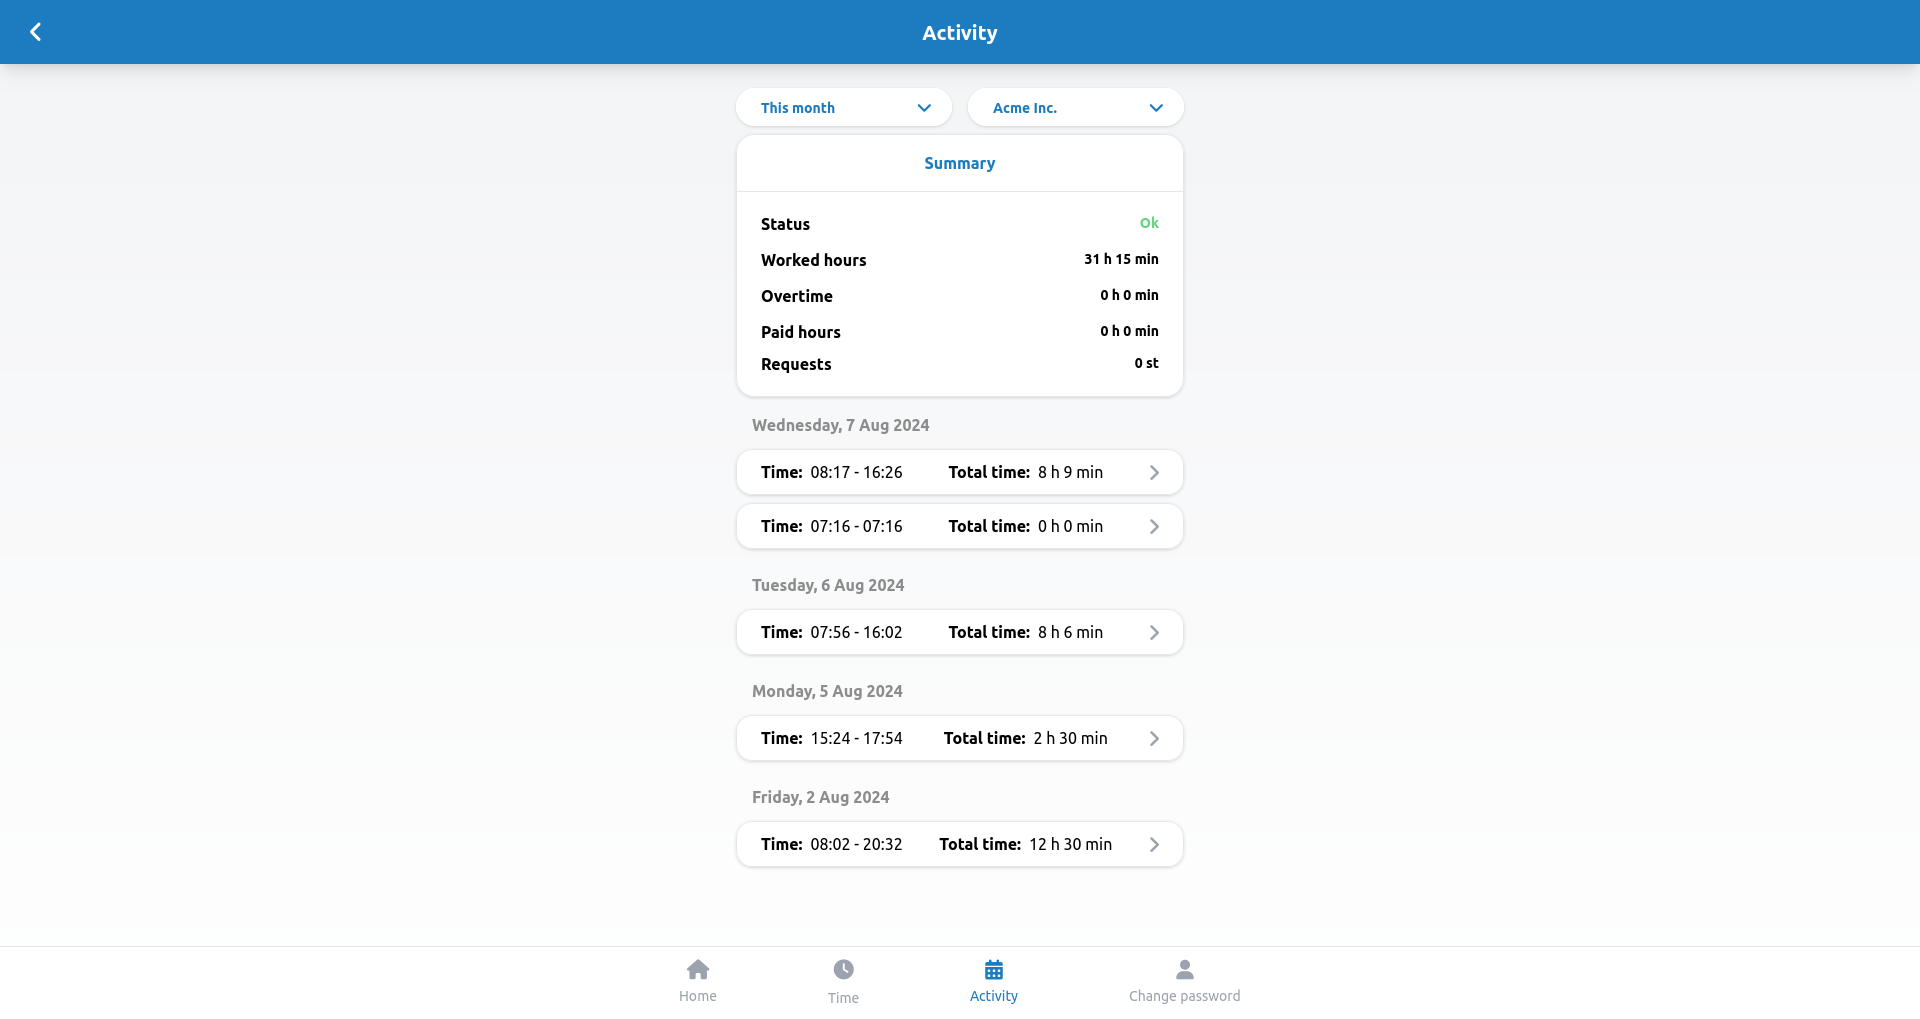 Activity
This month Acme Inc.
Summary
Status Ok
Worked hours 31 h 15 min
Overtime 0 h 0 min
Paid hours 0 h 0 min
Requests 0 st
Wednesday, 7 Aug 2024
Time: 08:17 - 16:26 Total time: 8 h 9 min
Time: 07:16 - 07:16 Total time: 0 h 0 min
Tuesday, 6 Aug 2024
Time: 07:56 - 16:02 Total time: 8 h 6 min
Monday, 5 Aug 2024
Time: 15:24 - 17:54 Total time: 2 h 30 min
Friday, 2 Aug 2024
Time: 08:02 - 20:32 Total time: 12 h 30 min
Home Time Activity Change password